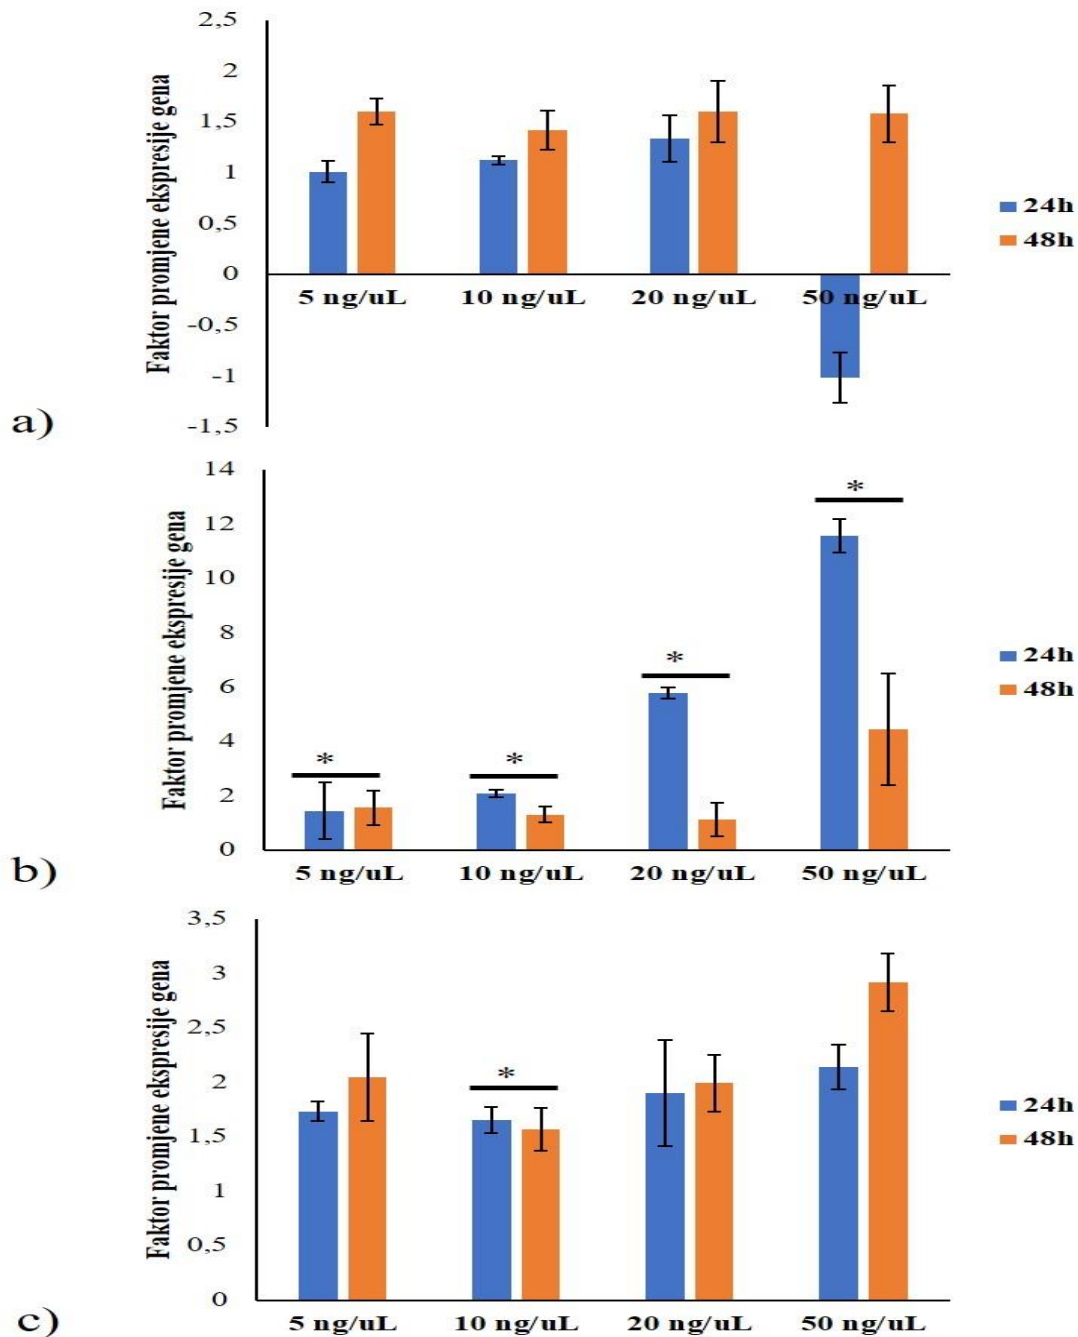 Faktor promjene ekspresije gena
2,5
2
1,5
1
0,5
0
-0,5
-1
-1,5
5 ng/uL 10 ng/uL 20 ng/uL 50 ng/uL
24h
48h
a)
Faktor promjene ekspresije gena
14
12
10
8
6
4
2
0
* * * *
5 ng/uL 10 ng/uL 20 ng/uL 50 ng/uL
24h
48h
b)
Faktor promjene ekspresije gena
3,5
3
2,5
2
1,5
1
0,5
0
*
5 ng/uL 10 ng/uL 20 ng/uL 50 ng/uL
24h
48h
c)